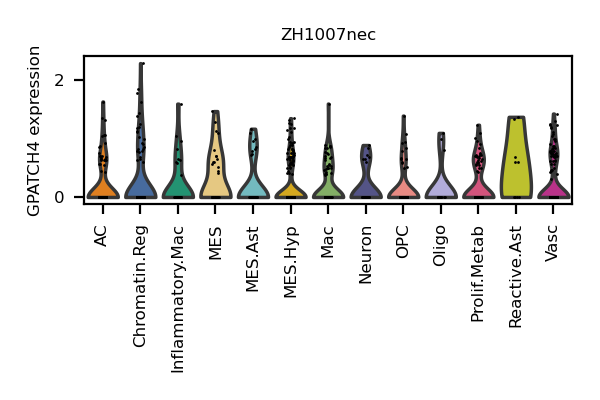 ZH1007nec
GPATCH4 expression
2
0
AC
Chromatin.Reg
Inflammatory.Mac
MES
MES.Ast
MES.Hyp
Mac
Neuron
OPC
Oligo
Prolif.Metab
Reactive.Ast
Vasc